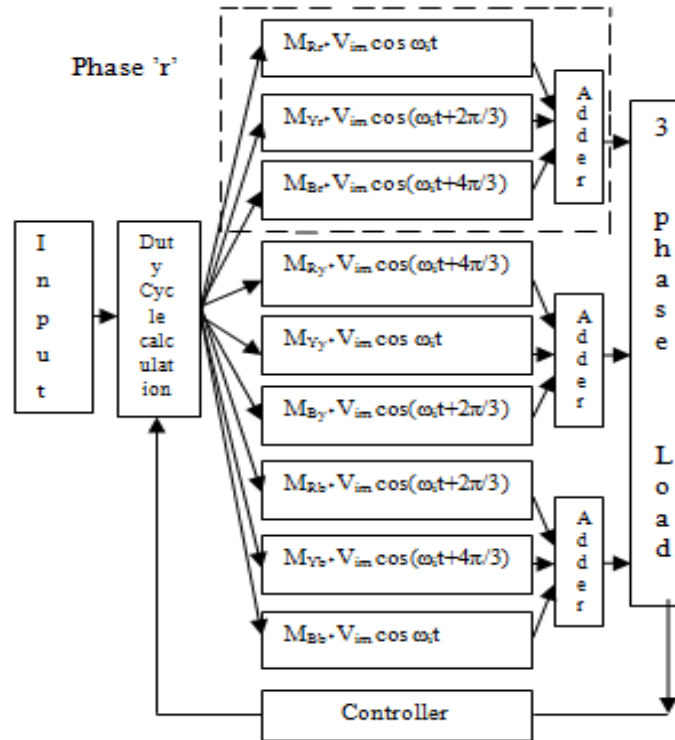 Phase 'r'
M_Rr*V_im cos ω_it
M_Yr*V_im cos(ω_it+2π/3)
M_Br*V_im cos(ω_it+4π/3)
Adder
Input
Duty Cycle calculation
M_Ry*V_im cos(ω_it+4π/3)
M_Yy*V_im cos ω_it
M_By*V_im cos(ω_it+2π/3)
Adder
M_Rb*V_im cos(ω_it+2π/3)
M_Yb*V_im cos(ω_it+4π/3)
M_Bb*V_im cos ω_it
Adder
3 phase Load
Controller